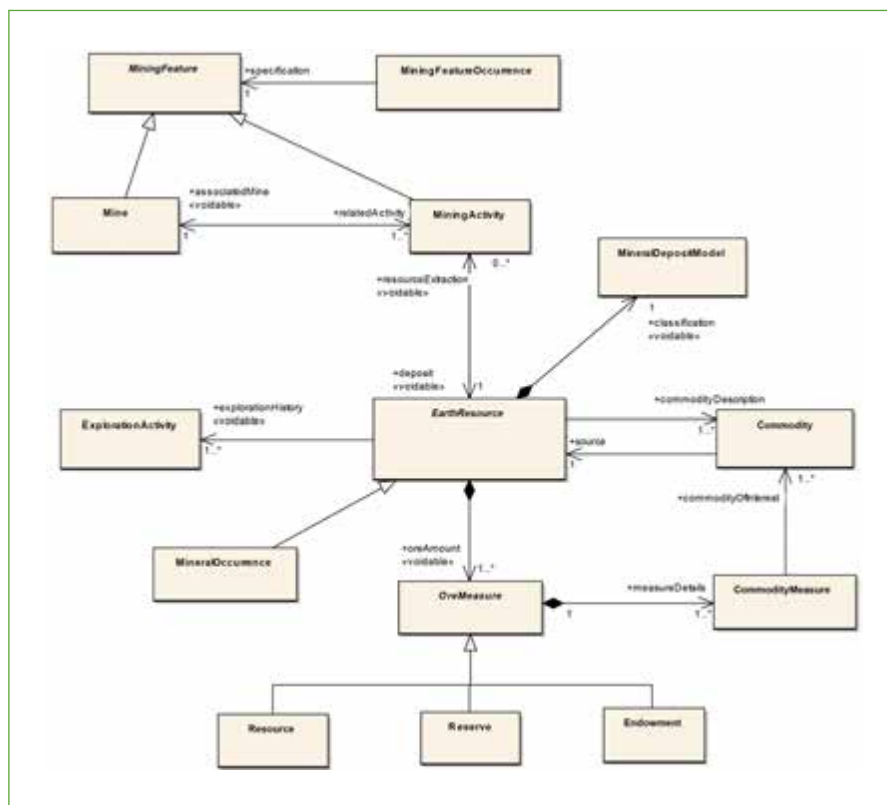 MiningFeature
+specification
1
MiningFeatureOccurrence
Mine
+associatedMine
«voidable»
1
+relatedActivity
1..*
MiningActivity
0..*
+resourceExtraction
«voidable»
MineralDepositModel
1
+classification
«voidable»
+deposit
«voidable»
1
ExplorationActivity
+explorationHistory
«voidable»
1..*
EarthResource
+commodityDescription
1..*
Commodity
+source
1
1..*
+commodityOfInterest
MineralOccurrence
+oreAmount
«voidable»
1..*
OreMeasure
1
+measureDetails
1..*
CommodityMeasure
Resource
Reserve
Endowment